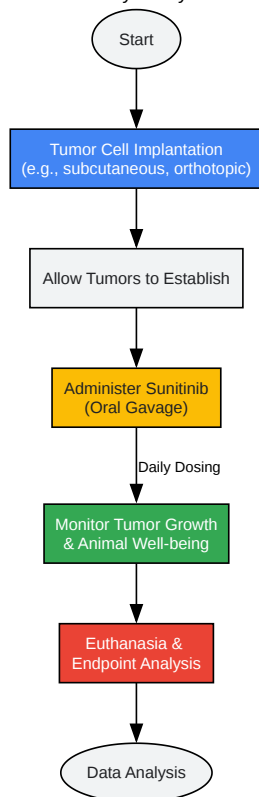 Start
Tumor Cell Implantation
(e.g., subcutaneous, orthotopic)
Allow Tumors to Establish
Administer Sunitinib
(Oral Gavage)
Daily Dosing
Monitor Tumor Growth
& Animal Well-being
Euthanasia &
Endpoint Analysis
Data Analysis